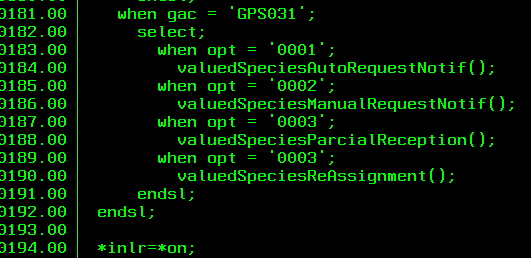 0181.00 when gac = 'GPS031';
0182.00 select;
0183.00 when opt = '0001';
0184.00 valuedSpeciesAutoRequestNotif();
0185.00 when opt = '0002';
0186.00 valuedSpeciesManualRequestNotif();
0187.00 when opt = '0003';
0188.00 valuedSpeciesParcialReception();
0189.00 when opt = '0003';
0190.00 valuedSpeciesReAssignment();
0191.00 endsl;
0192.00 endsl;
0193.00
0194.00 *inlr=*on;